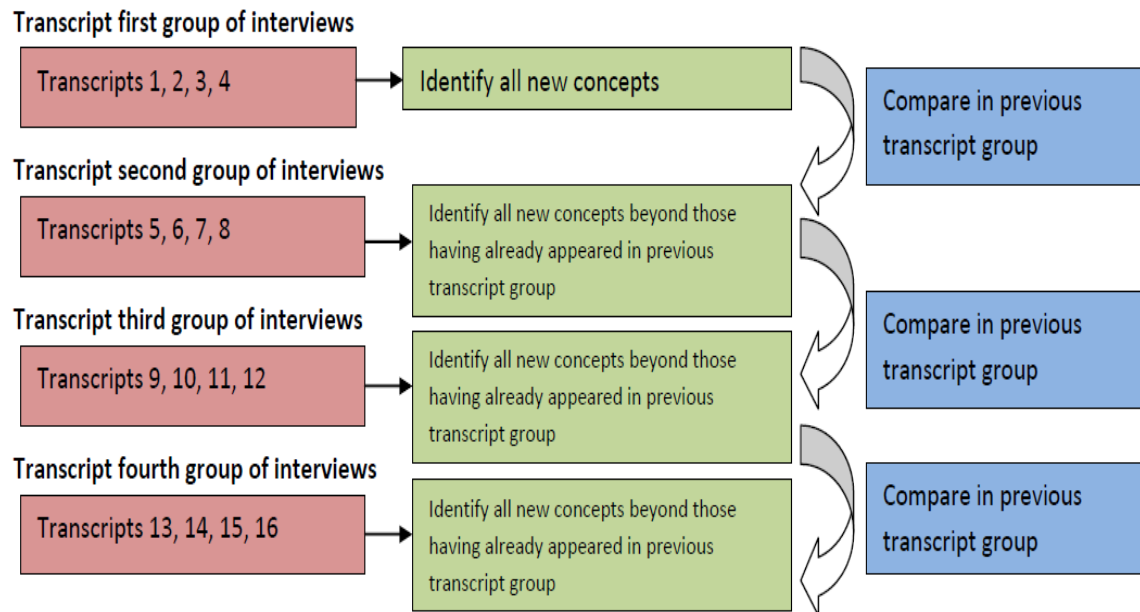 Transcript first group of interviews
Transcripts 1, 2, 3, 4
Identify all new concepts
Compare in previous
transcript group
Transcript second group of interviews
Transcripts 5, 6, 7, 8
Identify all new concepts beyond those
having already appeared in previous
transcript group
Compare in previous
transcript group
Transcript third group of interviews
Transcripts 9, 10, 11, 12
Identify all new concepts beyond those
having already appeared in previous
transcript group
Compare in previous
transcript group
Transcript fourth group of interviews
Transcripts 13, 14, 15, 16
Identify all new concepts beyond those
having already appeared in previous
transcript group